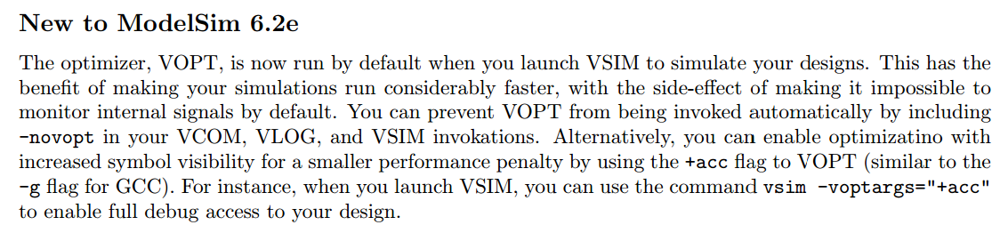 New to ModelSim 6.2e
The optimizer, VOPT, is now run by default when you launch VSIM to simulate your designs. This has the
benefit of making your simulations run considerably faster, with the side-effect of making it impossible to
monitor internal signals by default. You can prevent VOPT from being invoked automatically by including
-novopt in your VCOM, VLOG, and VSIM invokations. Alternatively, you can enable optimizatino with
increased symbol visibility for a smaller performance penalty by using the +acc flag to VOPT (similar to the
-g flag for GCC). For instance, when you launch VSIM, you can use the command vsim -voptargs="+acc"
to enable full debug access to your design.